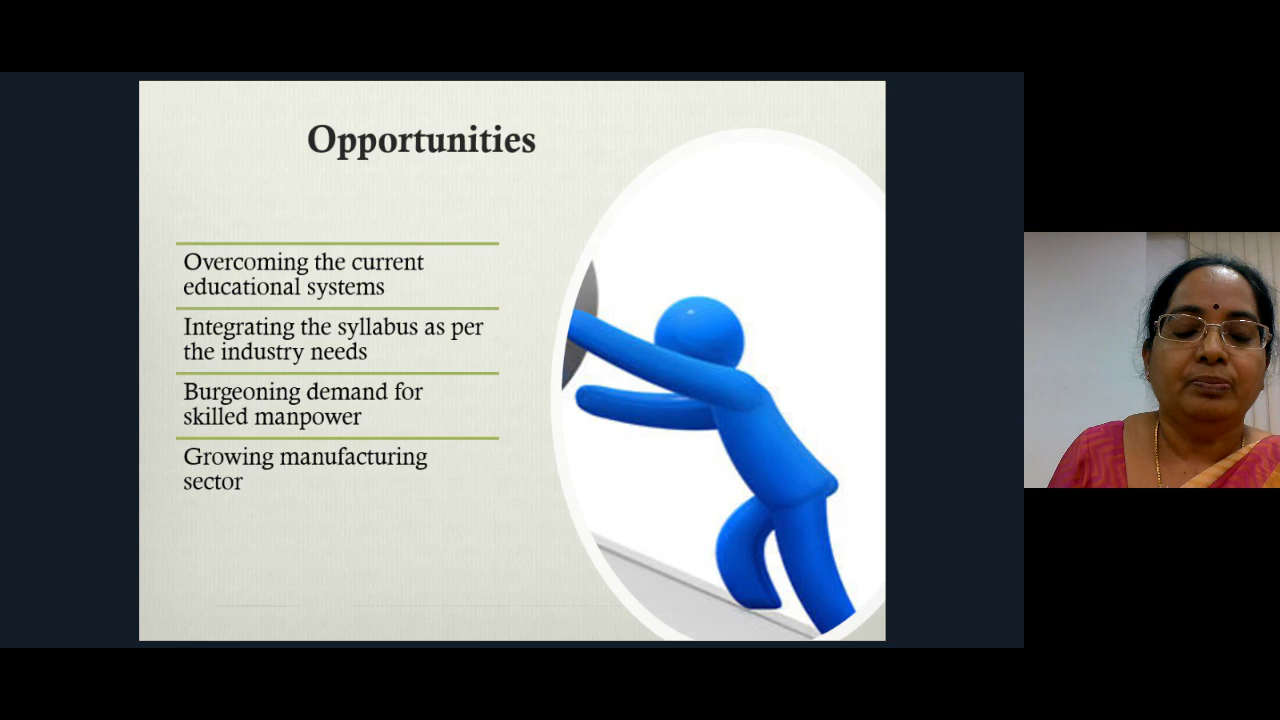 Opportunities
Overcoming the current
educational systems
Integrating the syllabus as per
the industry needs
Burgeoning demand for
skilled manpower
Growing manufacturing
sector